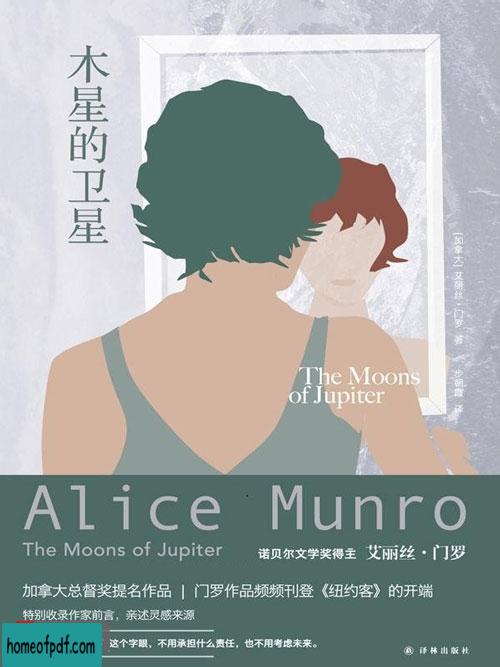 木星的卫星
[加拿大] 艾丽丝·门罗 著
步朝霞 译
The Moons
of Jupiter
Alice Munro
The Moons of Jupiter
诺贝尔文学奖得主 艾丽丝·门罗
加拿大总督奖提名作品 | 门罗作品频频刊登《纽约客》的开端
特别收录作家前言，亲述灵感来源
这个字眼，不用承担什么责任，也不用考虑未来。
译林出版社
homeofpdf.com